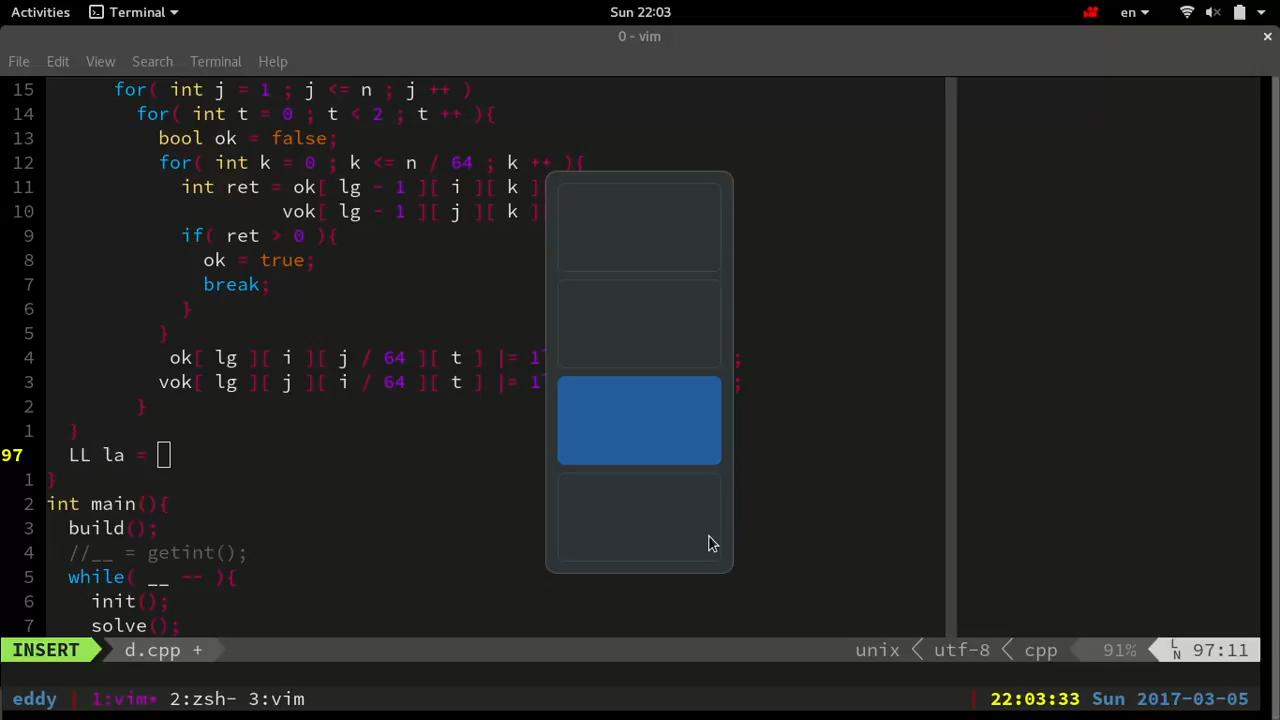 Activities Terminal Sun 22:03 en
0 - vim ×
File Edit View Search Terminal Help
15 for( int j = 1 ; j <= n ; j ++ )
14 for( int t = 0 ; t < 2 ; t ++ ){
13 bool ok = false;
12 for( int k = 0 ; k <= n / 64 ; k ++ ){
11 int ret = ok[ lg - 1 ][ i ][ k ]
10 vok[ lg - 1 ][ j ][ k ]
9 if( ret > 0 ){
8 ok = true;
7 break;
6 }
5 }
4 ok[ lg ][ i ][ j / 64 ][ t ] |= 1 ;
3 vok[ lg ][ j ][ i / 64 ][ t ] |= 1 ;
2 }
1 }
97 LL la =
1 }
2 int main(){
3 build();
4 //__ = getint();
5 while( __ -- ){
6 init();
7 solve();
INSERT d.cpp + unix utf-8 cpp 91% LN 97:11
eddy | 1:vim* 2:zsh- 3:vim | 22:03:33 Sun 2017-03-05